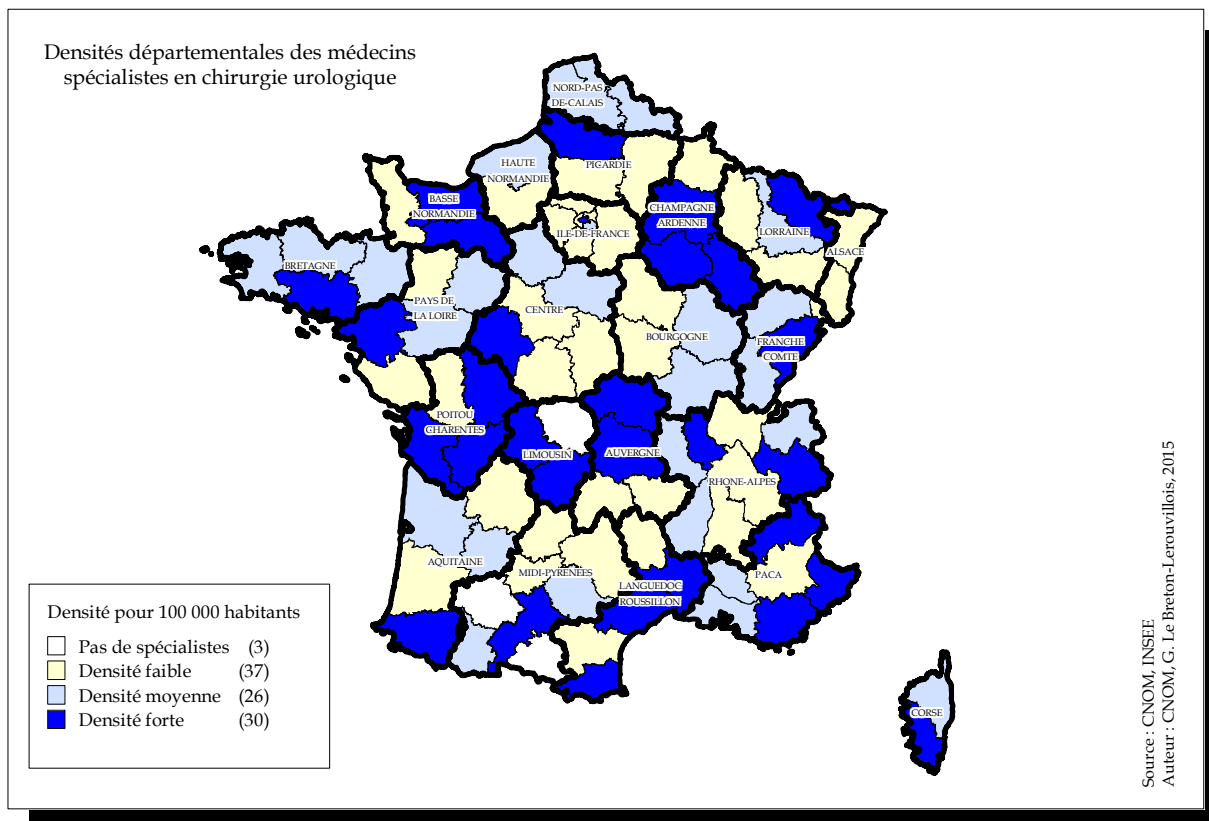 Densités départementales des médecins
spécialistes en chirurgie urologique
NORD-PAS
DE-CALAIS
HAUTE
NORMANDIE
PICARDIE
BASSE
NORMANDIE
CHAMPAGNE
ARDENNE
ILE-DE-FRANCE
LORRAINE
ALSACE
BRETAGNE
PAYS DE
LA LOIRE
CENTRE
BOURGOGNE
FRANCHE
COMTE
POITOU
CHARENTES
LIMOUSIN
AUVERGNE
RHONE-ALPES
AQUITAINE
MIDI-PYRENEES
LANGUEDOC
ROUSSILLON
PACA
CORSE
Densité pour 100 000 habitants
Pas de spécialistes (3)
Densité faible (37)
Densité moyenne (26)
Densité forte (30)
Source : CNOM, INSEE
Auteur : CNOM, G. Le Breton-Lerouvillois, 2015